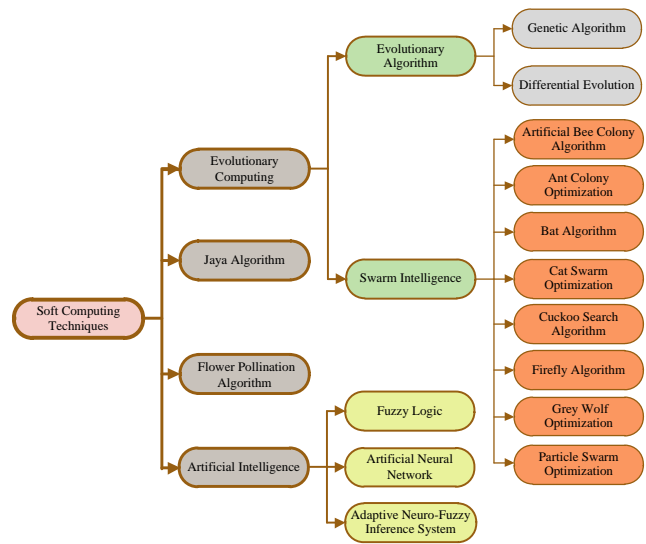 Soft Computing
Techniques
Evolutionary
Computing
Jaya Algorithm
Flower Pollination
Algorithm
Artificial Intelligence
Evolutionary
Algorithm
Swarm Intelligence
Fuzzy Logic
Artificial Neural
Network
Adaptive Neuro-Fuzzy
Inference System
Genetic Algorithm
Differential Evolution
Artificial Bee Colony
Algorithm
Ant Colony
Optimization
Bat Algorithm
Cat Swarm
Optimization
Cuckoo Search
Algorithm
Firefly Algorithm
Grey Wolf
Optimization
Particle Swarm
Optimization